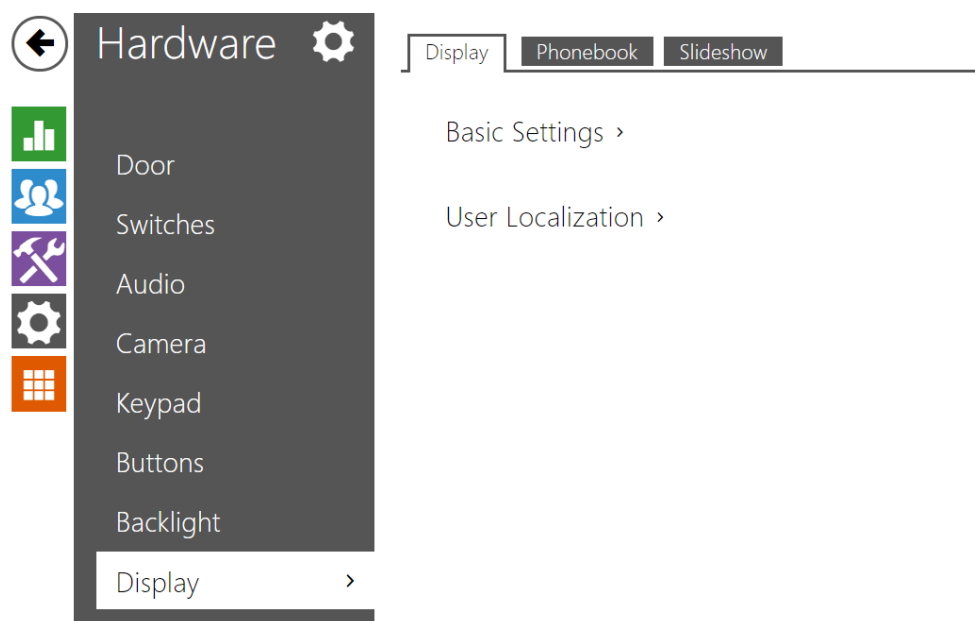 Hardware
Door
Switches
Audio
Camera
Keypad
Buttons
Backlight
Display
Display
Phonebook
Slideshow
Basic Settings
User Localization